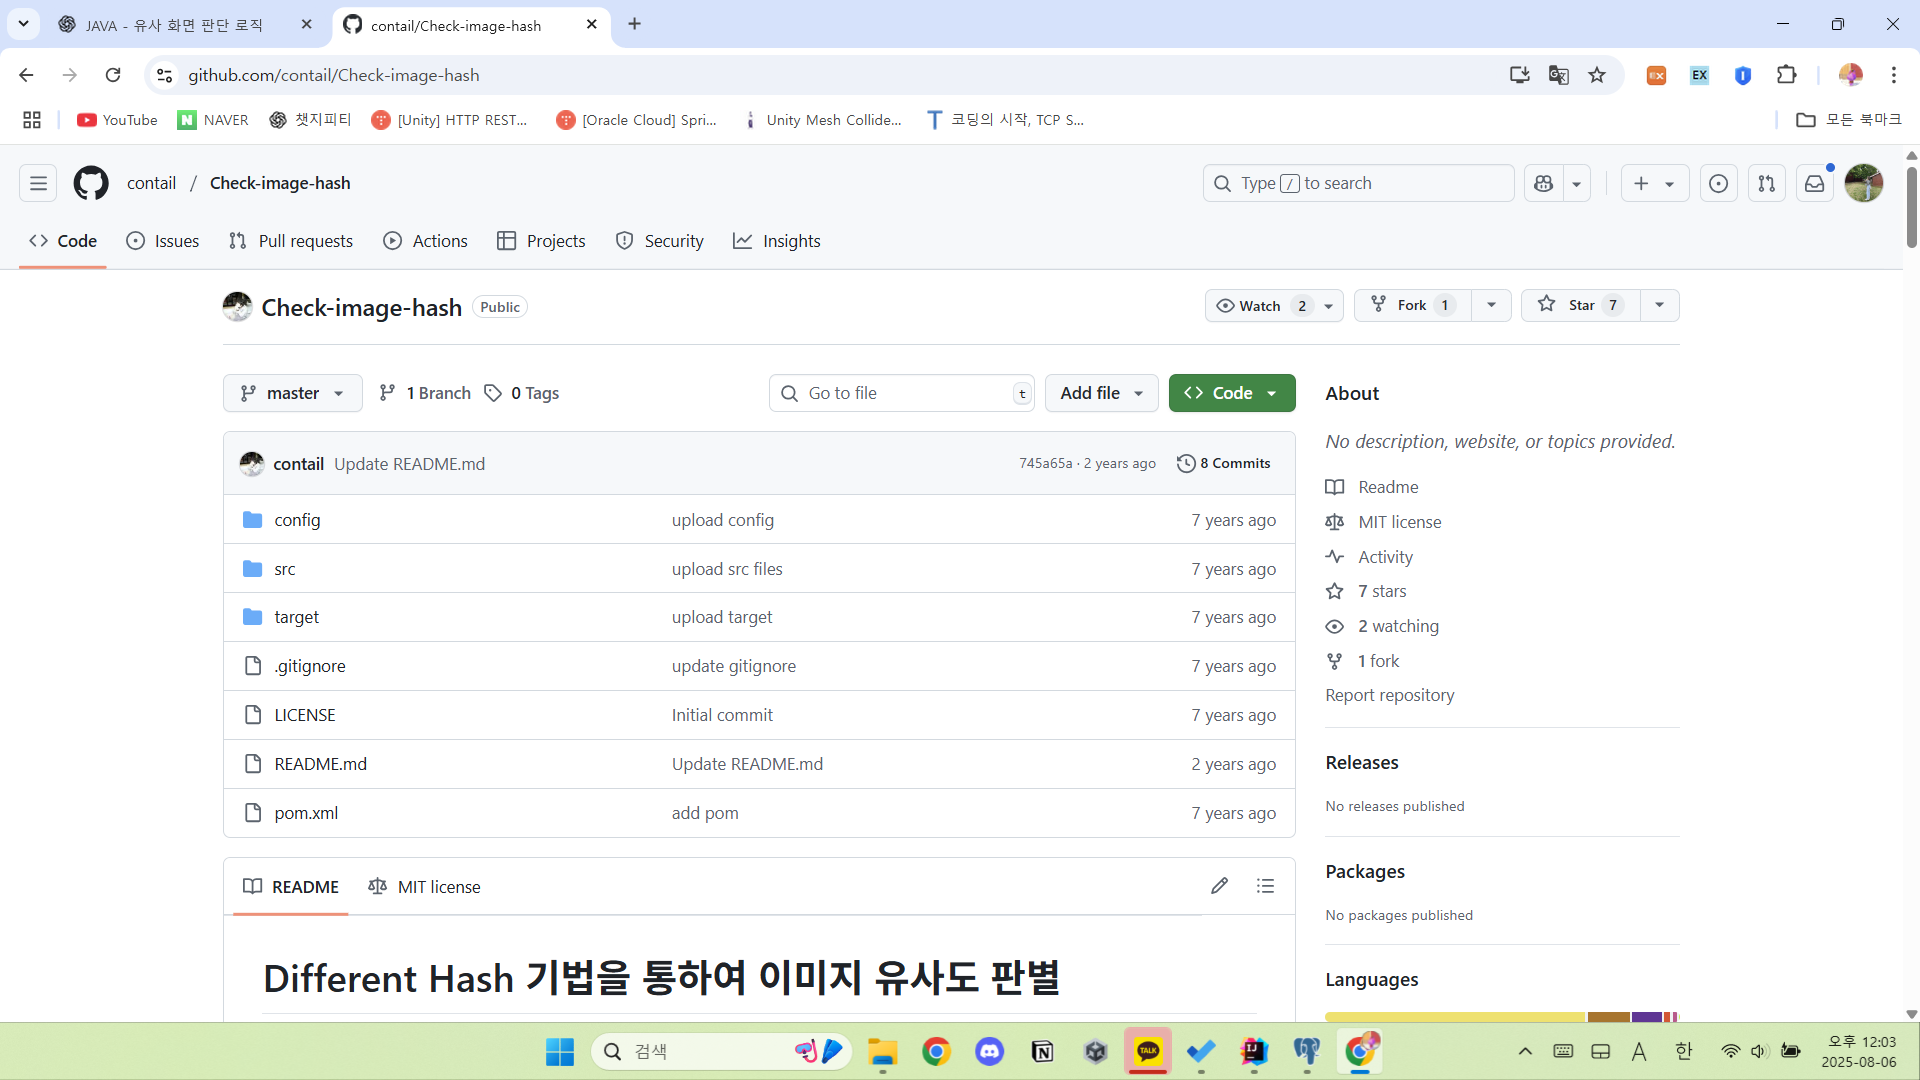 JAVA - 유사 화면 판단 로직
contail/Check-image-hash
github.com/contail/Check-image-hash
YouTube
NAVER
챗지피티
[Unity] HTTP REST...
[Oracle Cloud] Spri...
Unity Mesh Collide...
코딩의 시작, TCP S...
모든 북마크
contail / Check-image-hash
Type / to search
Code
Issues
Pull requests
Actions
Projects
Security
Insights
Check-image-hash
Public
Watch 2
Fork 1
Star 7
master
1 Branch
0 Tags
Go to file
t
Add file
Code
contail Update README.md
745a65a · 2 years ago
8 Commits
config upload config 7 years ago
src upload src files 7 years ago
target upload target 7 years ago
.gitignore update gitignore 7 years ago
LICENSE Initial commit 7 years ago
README.md Update README.md 2 years ago
pom.xml add pom 7 years ago
README
MIT license
Different Hash 기법을 통하여 이미지 유사도 판별
About
No description, website, or topics provided.
Readme
MIT license
Activity
7 stars
2 watching
1 fork
Report repository
Releases
No releases published
Packages
No packages published
Languages
검색
TALK
A
한
오후 12:03
2025-08-06